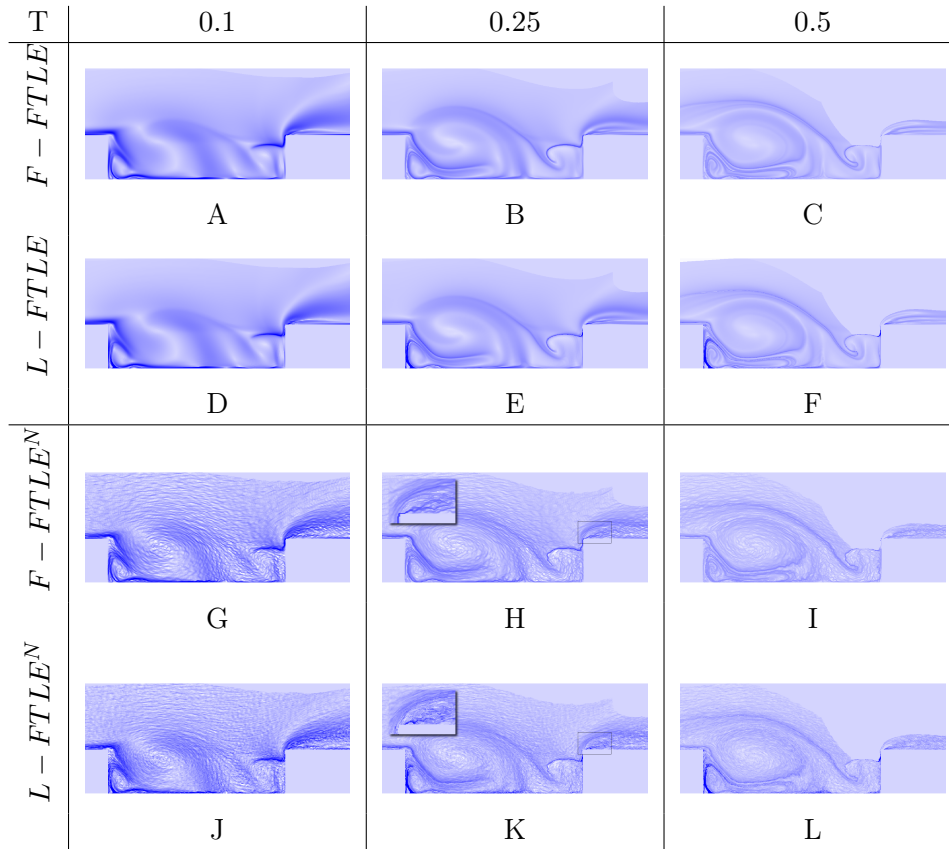 T 0.1 0.25 0.5
F − FTLE
A B C
L − FTLE
D E F
F − FTLE^N
G H I
L − FTLE^N
J K L